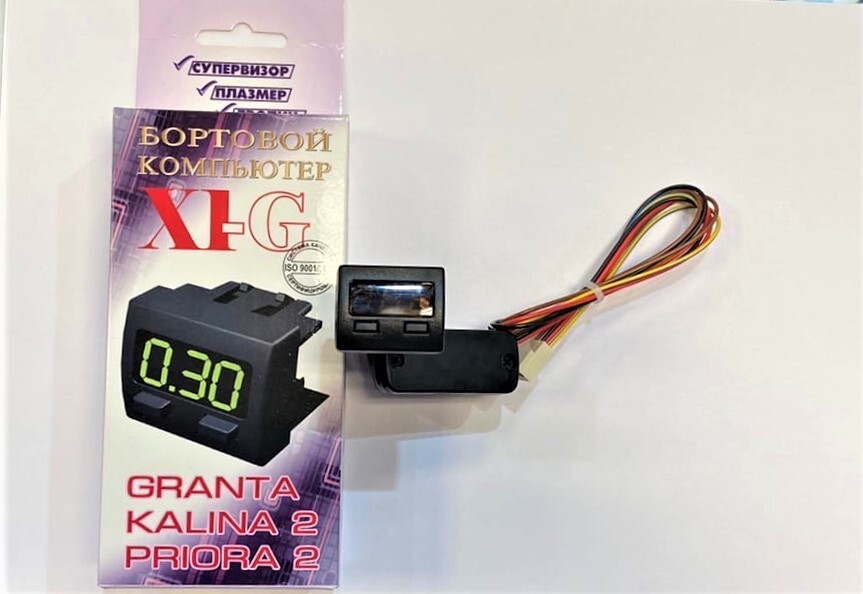 СУПЕРВИЗОР
ПЛАЗМЕР
БОРТОВОЙ
КОМПЬЮТЕР
X1-G
ISO 9001
0.30
GRANTA
KALINA 2
PRIORA 2